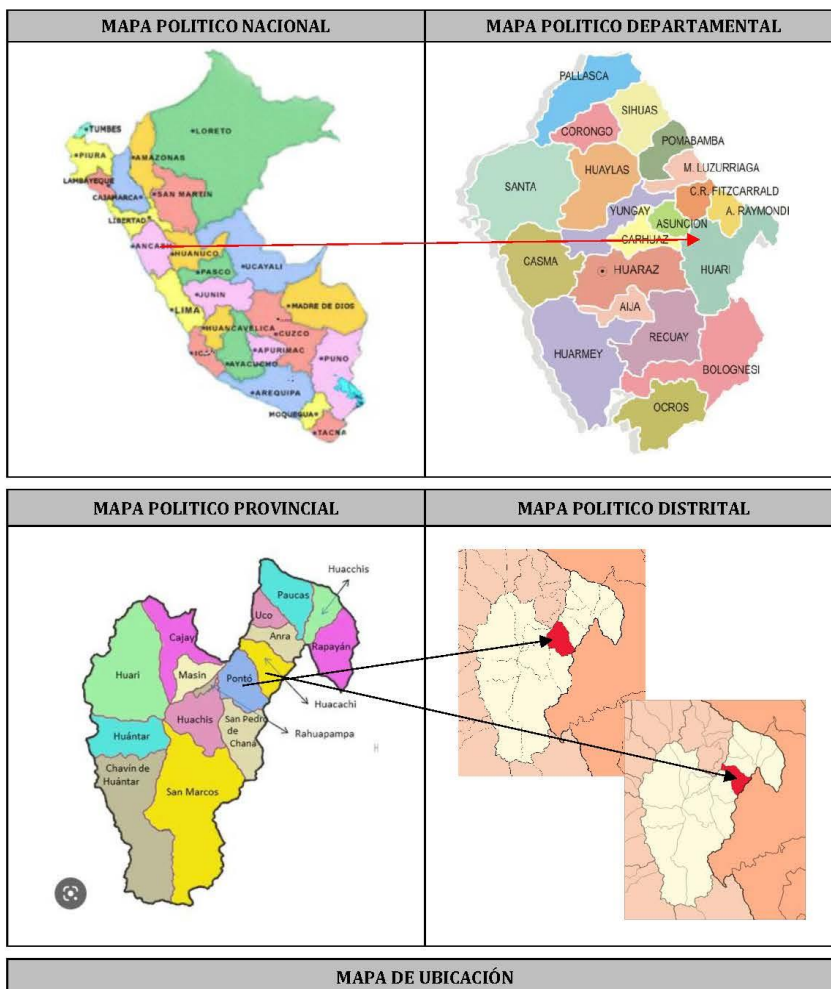 MAPA POLITICO NACIONAL
MAPA POLITICO DEPARTAMENTAL
TUMBES
LORETO
PIURA
AMAZONAS
LAMBAYEQUE
CAJAMARCA
SAN MARTIN
LIBERTAD
ANCASH
HUANUCO
PASCO
UCAYALI
JUNIN
LIMA
MADRE DE DIOS
HUANCAVELICA
CUZCO
ICA
APURIMAC
PUNO
AYACUCHO
AREQUIPA
MOQUEGUA
TACNA
PALLASCA
SIHUAS
CORONGO
POMABAMBA
HUAYLAS
M. LUZURRIAGA
SANTA
C.R. FITZCARRALD
YUNGAY
A. RAYMONDI
ASUNCION
CARHUAZ
CASMA
HUARAZ
HUARI
AIJA
RECUAY
HUARMEY
BOLOGNESI
OCROS
MAPA POLITICO PROVINCIAL
MAPA POLITICO DISTRITAL
Huacchis
Paucas
Uco
Anra
Cajay
Rapayán
Huari
Masin
Pontó
Huacachi
Huachis
San Pedro
de
Chaná
Rahuapampa
Huántar
Chavín de
Huántar
San Marcos
MAPA DE UBICACIÓN